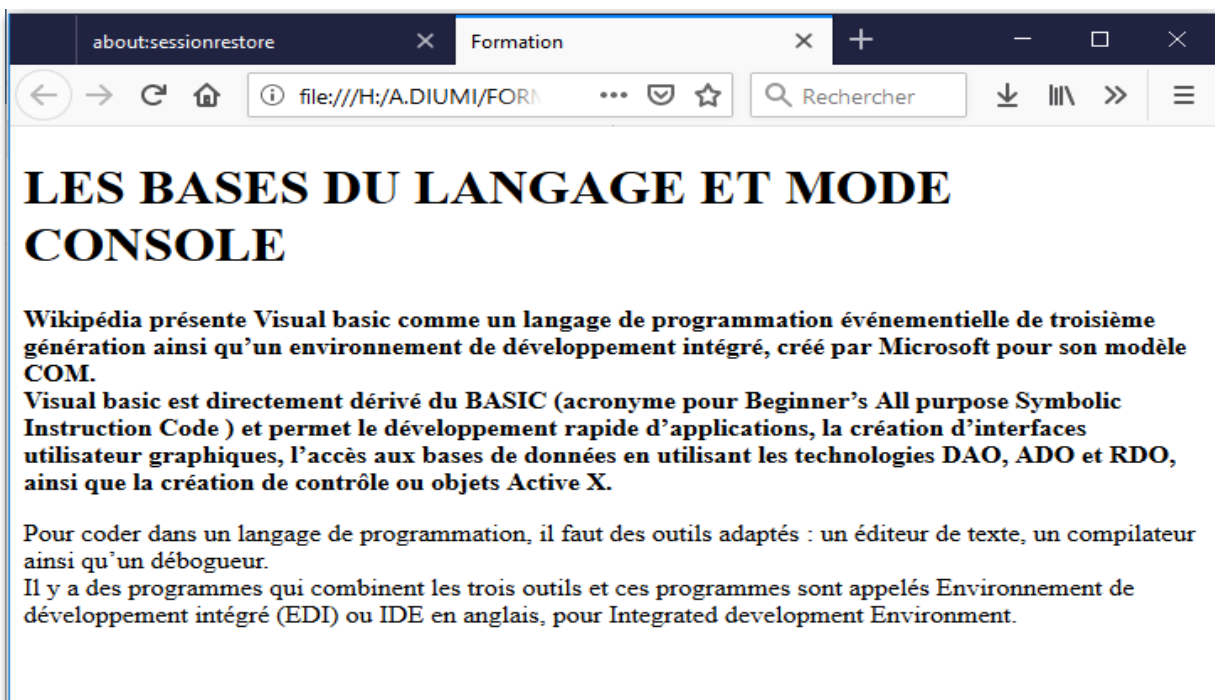 about:sessionrestore
Formation
file:///H:/A.DIUMI/FORM
Rechercher
LES BASES DU LANGAGE ET MODE
CONSOLE
Wikipédia présente Visual basic comme un langage de programmation événementielle de troisième
génération ainsi qu’un environnement de développement intégré, créé par Microsoft pour son modèle
COM.
Visual basic est directement dérivé du BASIC (acronyme pour Beginner’s All purpose Symbolic
Instruction Code ) et permet le développement rapide d’applications, la création d’interfaces
utilisateur graphiques, l’accès aux bases de données en utilisant les technologies DAO, ADO et RDO,
ainsi que la création de contrôle ou objets Active X.
Pour coder dans un langage de programmation, il faut des outils adaptés : un éditeur de texte, un compilateur
ainsi qu’un débogueur.
Il y a des programmes qui combinent les trois outils et ces programmes sont appelés Environnement de
développement intégré (EDI) ou IDE en anglais, pour Integrated development Environment.